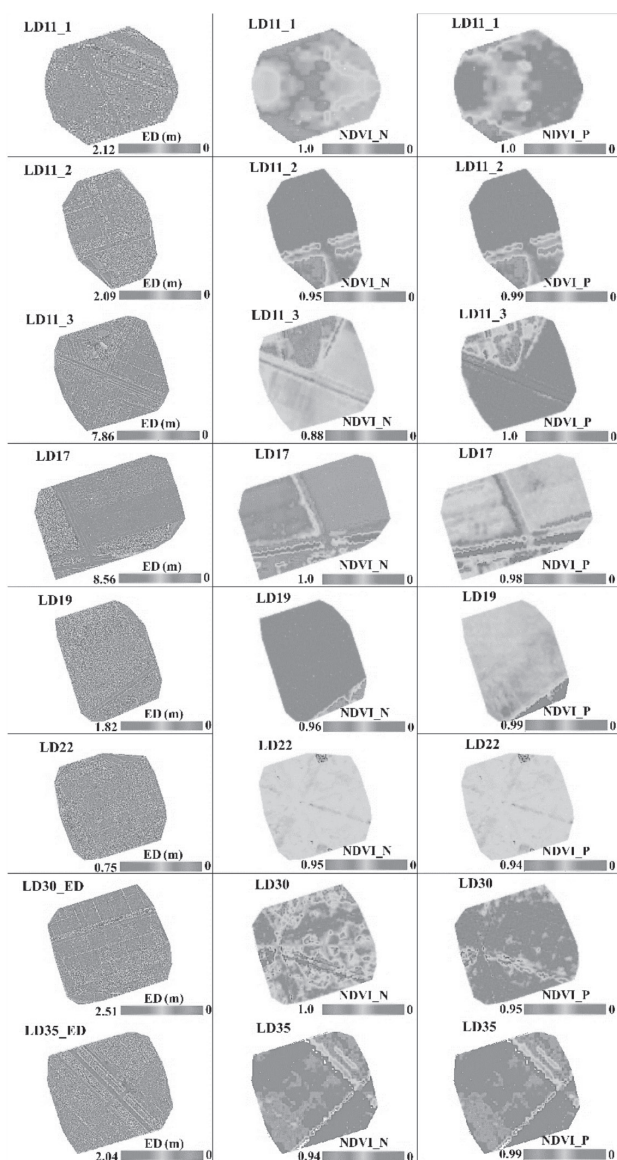 LD11_1
ED (m)
2.12 0
NDVI_N
1.0 0
LD11_1
NDVI_P
1.0 0
LD11_2
ED (m)
2.09 0
LD11_2
NDVI_N
0.95 0
LD11_2
NDVI_P
0.99 0
LD11_3
ED (m)
7.86 0
LD11_3
NDVI_N
0.88 0
LD11_3
NDVI_P
1.0 0
LD17
ED (m)
8.56 0
LD17
NDVI_N
1.0 0
LD17
NDVI_P
0.98 0
LD19
ED (m)
1.82 0
LD19
NDVI_N
0.96 0
LD19
NDVI_P
0.99 0
LD22
ED (m)
0.75 0
LD22
NDVI_N
0.95 0
LD22
NDVI_P
0.94 0
LD30_ED
ED (m)
2.51 0
LD30
NDVI_N
1.0 0
LD30
NDVI_P
0.95 0
LD35_ED
ED (m)
2.04 0
LD35
NDVI_N
0.94 0
LD35
NDVI_P
0.99 0